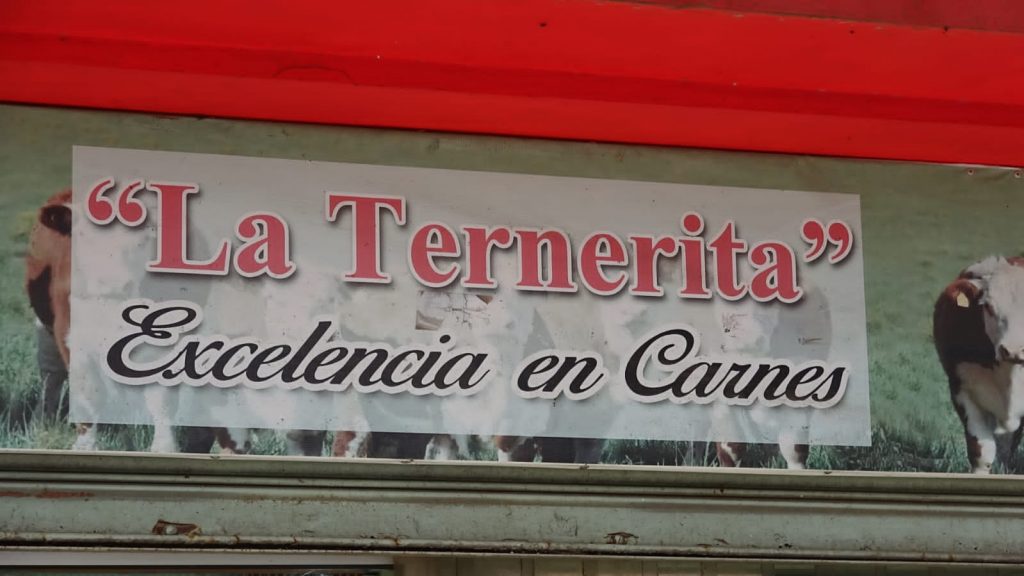 “La Ternerita”
Excelencia en Carnes